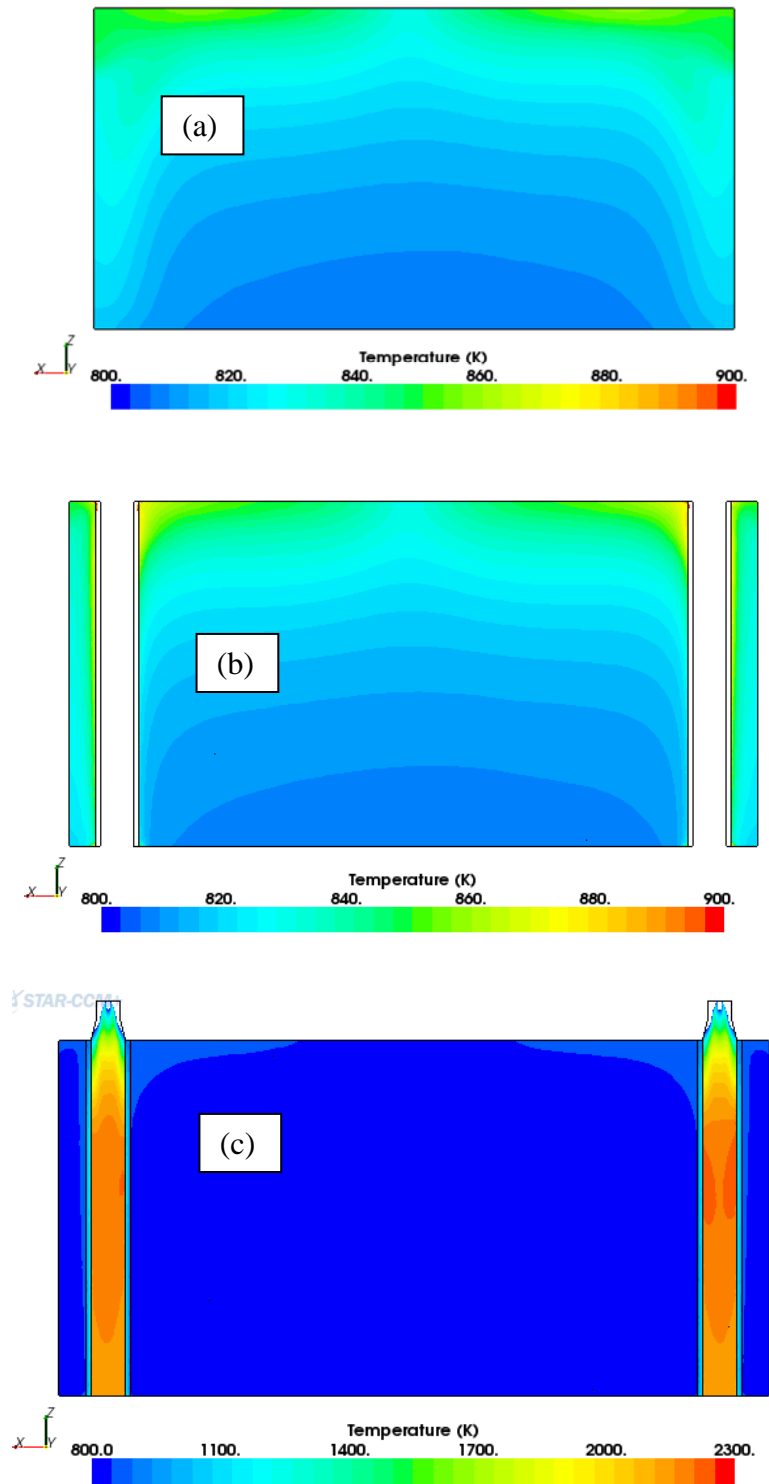 (a)
Z
X Y
Temperature (K)
800. 820. 840. 860. 880. 900.
(b)
Z
X Y
Temperature (K)
800. 820. 840. 860. 880. 900.
STAR-CCM+
(c)
Z
X Y
Temperature (K)
800.0 1100. 1400. 1700. 2000. 2300.